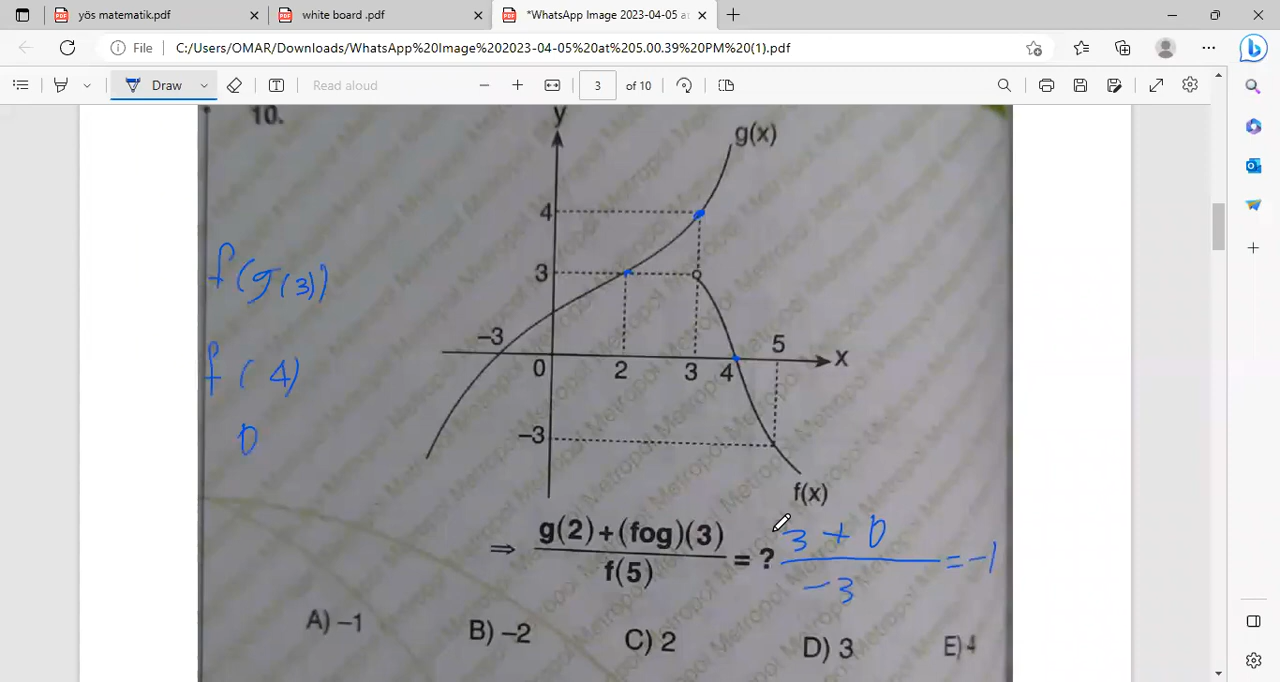 yös matematik.pdf
white board .pdf
*WhatsApp Image 2023-04-05 at
File
C:/Users/OMAR/Downloads/WhatsApp%20Image%202023-04-05%20at%205.00.39%20PM%20(1).pdf
Draw
Read aloud
3
of 10
10.
y
g(x)
4
3
-3
5
0
2
3
4
x
-3
f(x)
f(g(3))
f(4)
0
⇒ g(2)+(fog)(3) / f(5) = ? 3 + 0 / -3 = -1
A) -1
B) -2
C) 2
D) 3
E) 4
Metropol Metropol Metropol